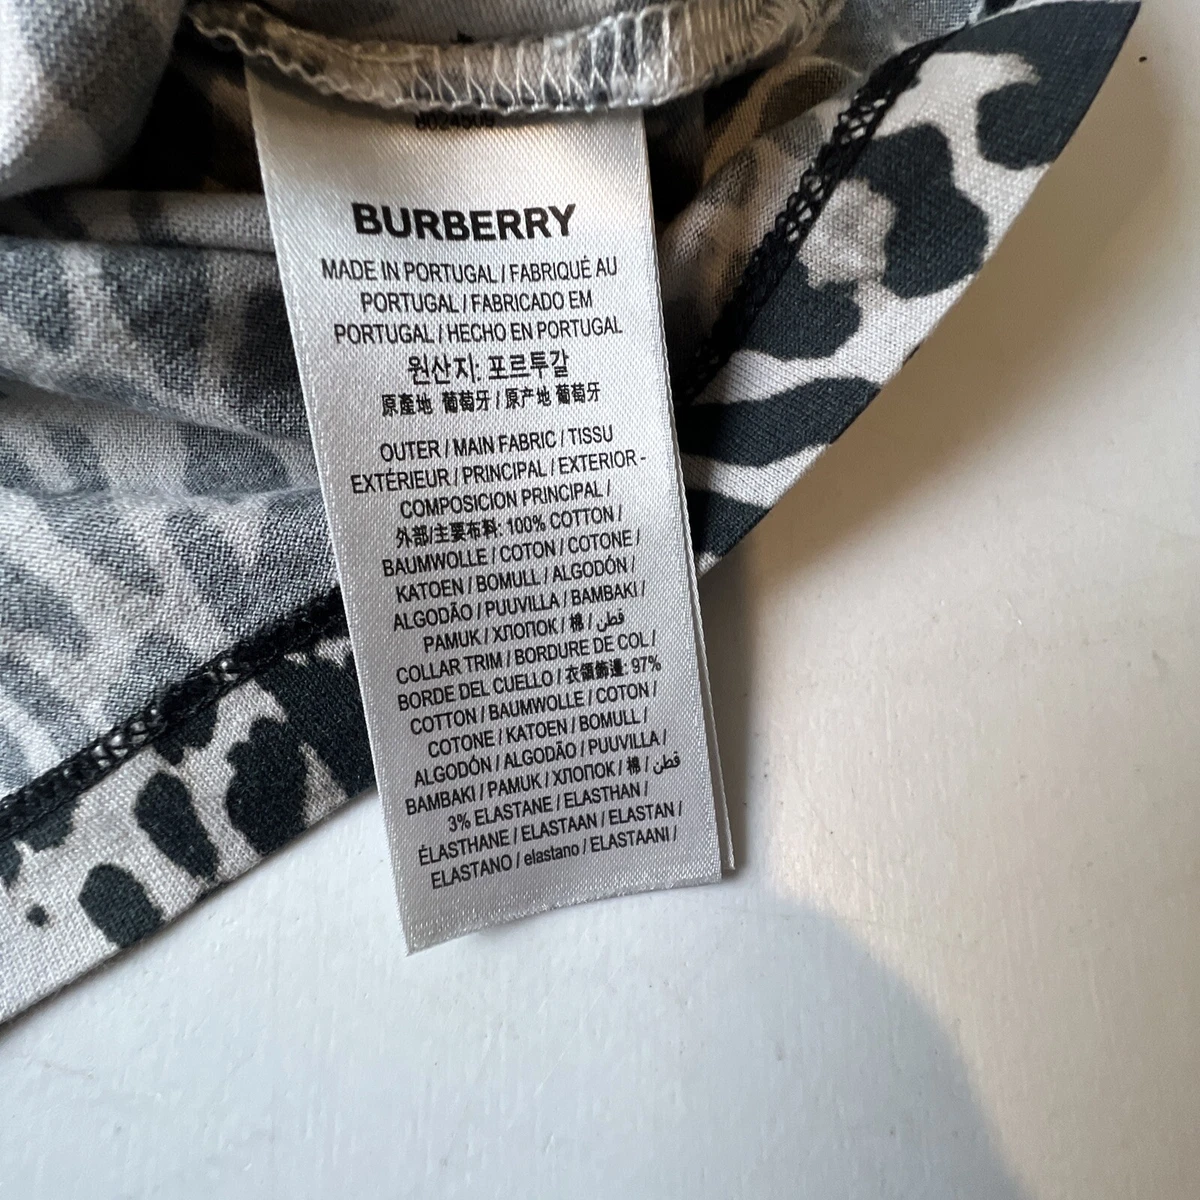 BURBERRY
MADE IN PORTUGAL / FABRIQUÉ AU
PORTUGAL / FABRICADO EM
PORTUGAL / HECHO EN PORTUGAL
원산지: 포르투갈
原產地 葡萄牙 / 原产地 葡萄牙
OUTER / MAIN FABRIC / TISSU
EXTÉRIEUR / PRINCIPAL / EXTERIOR -
COMPOSICION PRINCIPAL /
外部/主要布料: 100% COTTON /
BAUMWOLLE / COTON / COTONE /
KATOEN / BOMULL / ALGODÓN /
ALGODÃO / PUUVILLA / BAMBAKI /
PAMUK / ХЛОПОК / 棉 / قطن
COLLAR TRIM / BORDURE DE COL /
BORDE DEL CUELLO / 衣領飾邊: 97%
COTTON / BAUMWOLLE / COTON /
COTONE / KATOEN / BOMULL /
ALGODÓN / ALGODÃO / PUUVILLA /
BAMBAKI / PAMUK / ХЛОПОК / 棉 / قطن
3% ELASTANE / ELASTHAN /
ÉLASTHANE / ELASTAAN / ELASTAN /
ELASTANO / elastano / ELASTAANI /